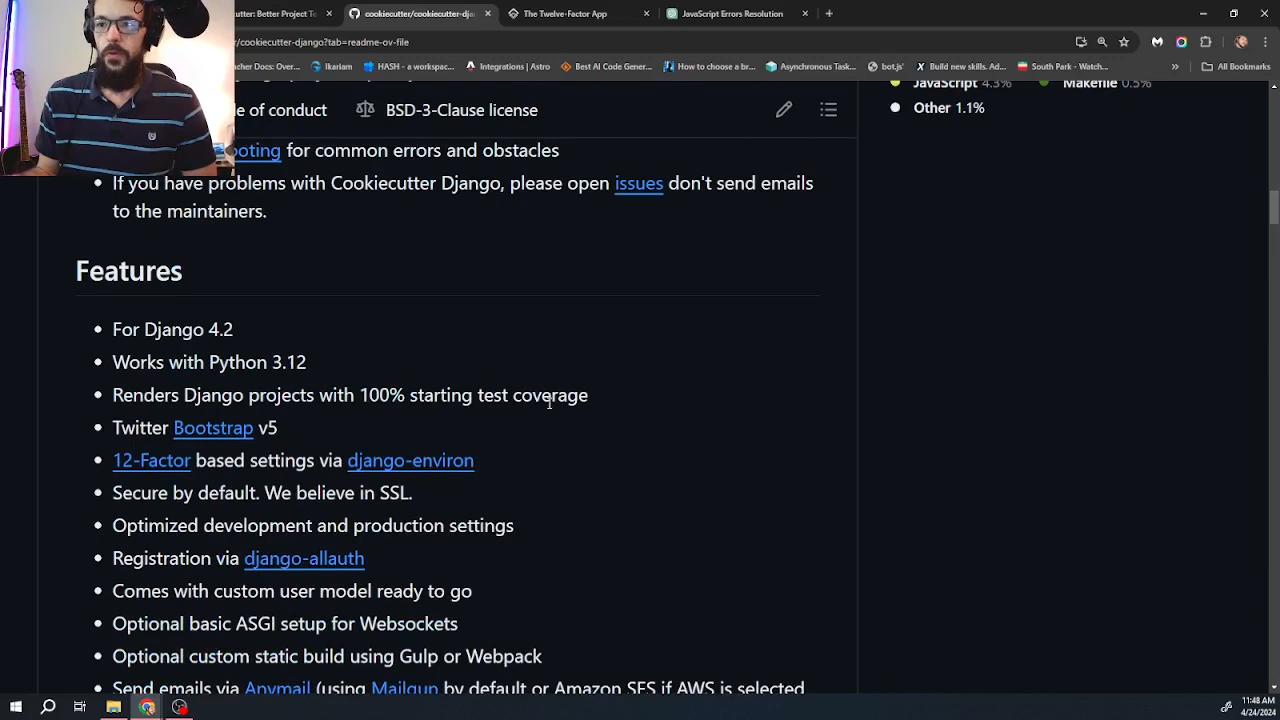 utter: Better Project To
cookiecutter/cookiecutter-dja
The Twelve-Factor App
JavaScript Errors Resolution
/cookiecutter-django?tab=readme-ov-file
cher Docs: Over...
Ikariam
HASH - a workspac...
Integrations | Astro
Best AI Code Gener...
How to choose a br...
Asynchronous Task...
bot.js'
Build new skills. Ad...
South Park - Watch...
All Bookmarks
JavaScript 4.3%
Makefile 0.5%
Other 1.1%
de of conduct
BSD-3-Clause license
ooting for common errors and obstacles
If you have problems with Cookiecutter Django, please open issues don't send emails
to the maintainers.
Features
For Django 4.2
Works with Python 3.12
Renders Django projects with 100% starting test coverage
Twitter Bootstrap v5
12-Factor based settings via django-environ
Secure by default. We believe in SSL.
Optimized development and production settings
Registration via django-allauth
Comes with custom user model ready to go
Optional basic ASGI setup for Websockets
Optional custom static build using Gulp or Webpack
Send emails via Anymail (using Mailgun by default or Amazon SES if AWS is selected
11:48 AM
4/24/2024